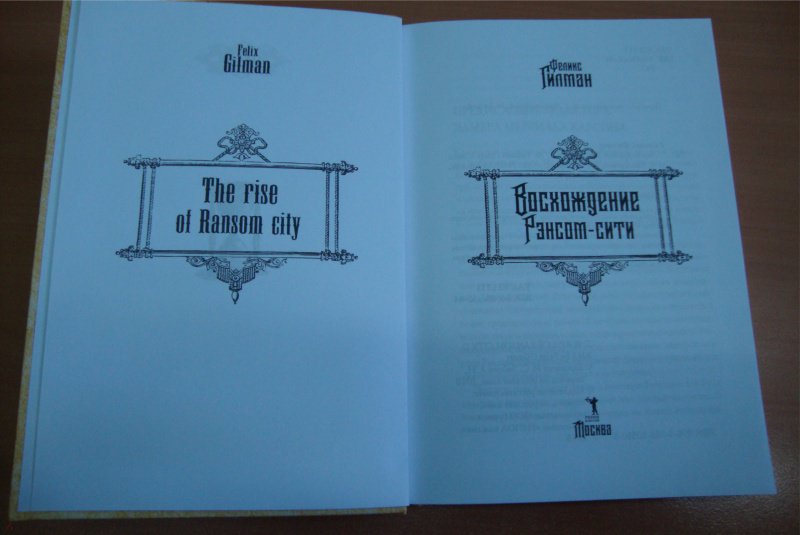 Felix
Gilman
The rise
of Ransom city
Феликс
Гилман
Восхождение
Рэнсом-сити
Москва